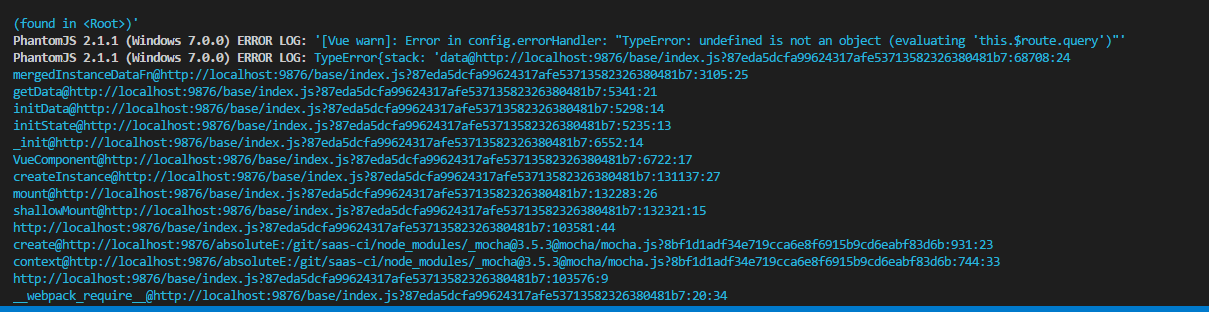 (found in <Root>)'
PhantomJS 2.1.1 (Windows 7.0.0) ERROR LOG: '[Vue warn]: Error in config.errorHandler: "TypeError: undefined is not an object (evaluating 'this.$route.query')"'
PhantomJS 2.1.1 (Windows 7.0.0) ERROR LOG: TypeError{stack: 'data@http://localhost:9876/base/index.js?87eda5dcfa99624317afe53713582326380481b7:68708:24
mergedInstanceDataFn@http://localhost:9876/base/index.js?87eda5dcfa99624317afe53713582326380481b7:3105:25
getData@http://localhost:9876/base/index.js?87eda5dcfa99624317afe53713582326380481b7:5341:21
initData@http://localhost:9876/base/index.js?87eda5dcfa99624317afe53713582326380481b7:5298:14
initState@http://localhost:9876/base/index.js?87eda5dcfa99624317afe53713582326380481b7:5235:13
_init@http://localhost:9876/base/index.js?87eda5dcfa99624317afe53713582326380481b7:6552:14
VueComponent@http://localhost:9876/base/index.js?87eda5dcfa99624317afe53713582326380481b7:6722:17
createInstance@http://localhost:9876/base/index.js?87eda5dcfa99624317afe53713582326380481b7:131137:27
mount@http://localhost:9876/base/index.js?87eda5dcfa99624317afe53713582326380481b7:132283:26
shallowMount@http://localhost:9876/base/index.js?87eda5dcfa99624317afe53713582326380481b7:132321:15
http://localhost:9876/base/index.js?87eda5dcfa99624317afe53713582326380481b7:103581:44
create@http://localhost:9876/absoluteE:/git/saas-ci/node_modules/_mocha@3.5.3@mocha/mocha.js?8bf1d1adf34e719cca6e8f6915b9cd6eabf83d6b:931:23
context@http://localhost:9876/absoluteE:/git/saas-ci/node_modules/_mocha@3.5.3@mocha/mocha.js?8bf1d1adf34e719cca6e8f6915b9cd6eabf83d6b:744:33
http://localhost:9876/base/index.js?87eda5dcfa99624317afe53713582326380481b7:103576:9
__webpack_require__@http://localhost:9876/base/index.js?87eda5dcfa99624317afe53713582326380481b7:20:34